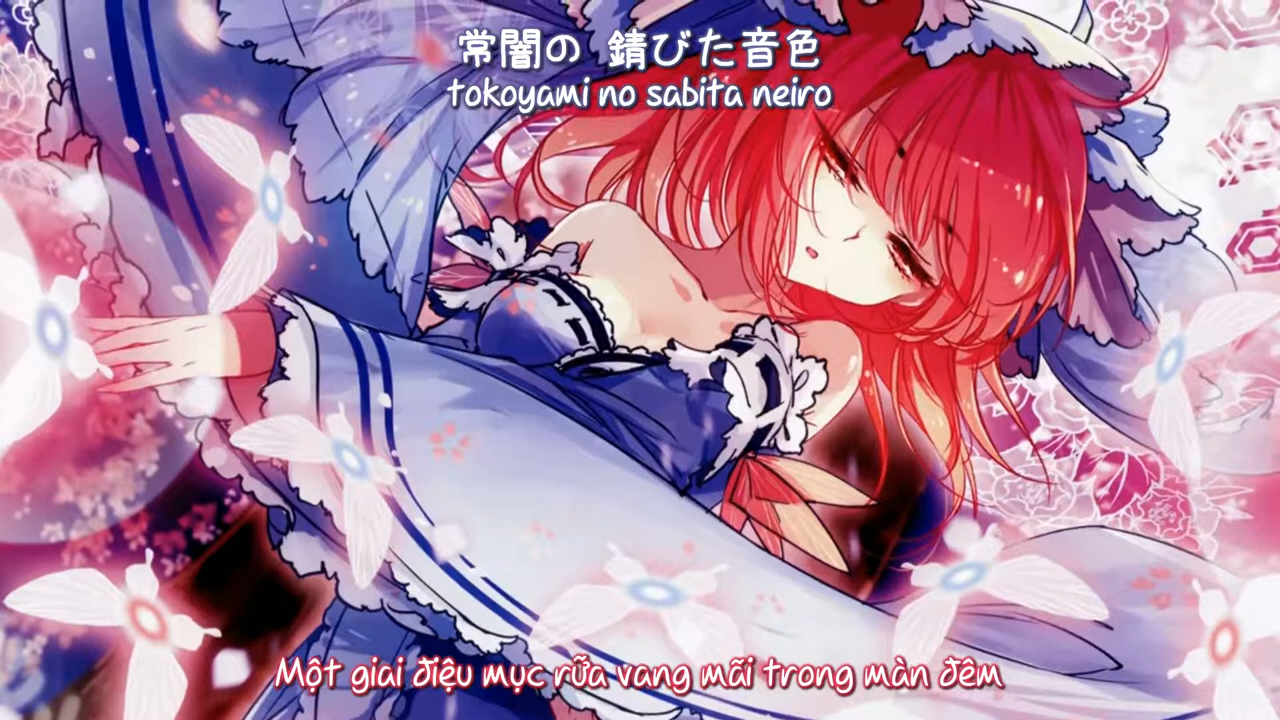 常闇の 錆びた音色
tokoyami no sabita neiro
Một giai điệu mục rữa vang mãi trong màn đêm